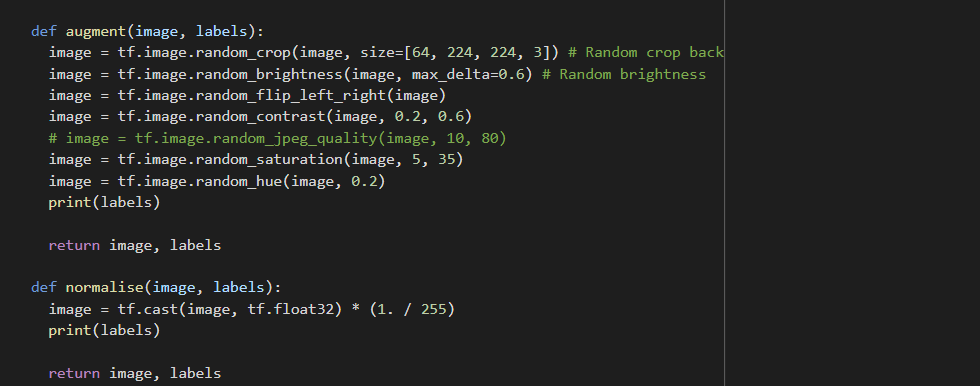 def augment(image, labels):
  image = tf.image.random_crop(image, size=[64, 224, 224, 3]) # Random crop back
  image = tf.image.random_brightness(image, max_delta=0.6) # Random brightness
  image = tf.image.random_flip_left_right(image)
  image = tf.image.random_contrast(image, 0.2, 0.6)
  # image = tf.image.random_jpeg_quality(image, 10, 80)
  image = tf.image.random_saturation(image, 5, 35)
  image = tf.image.random_hue(image, 0.2)
  print(labels)
  return image, labels
def normalise(image, labels):
  image = tf.cast(image, tf.float32) * (1. / 255)
  print(labels)
  return image, labels